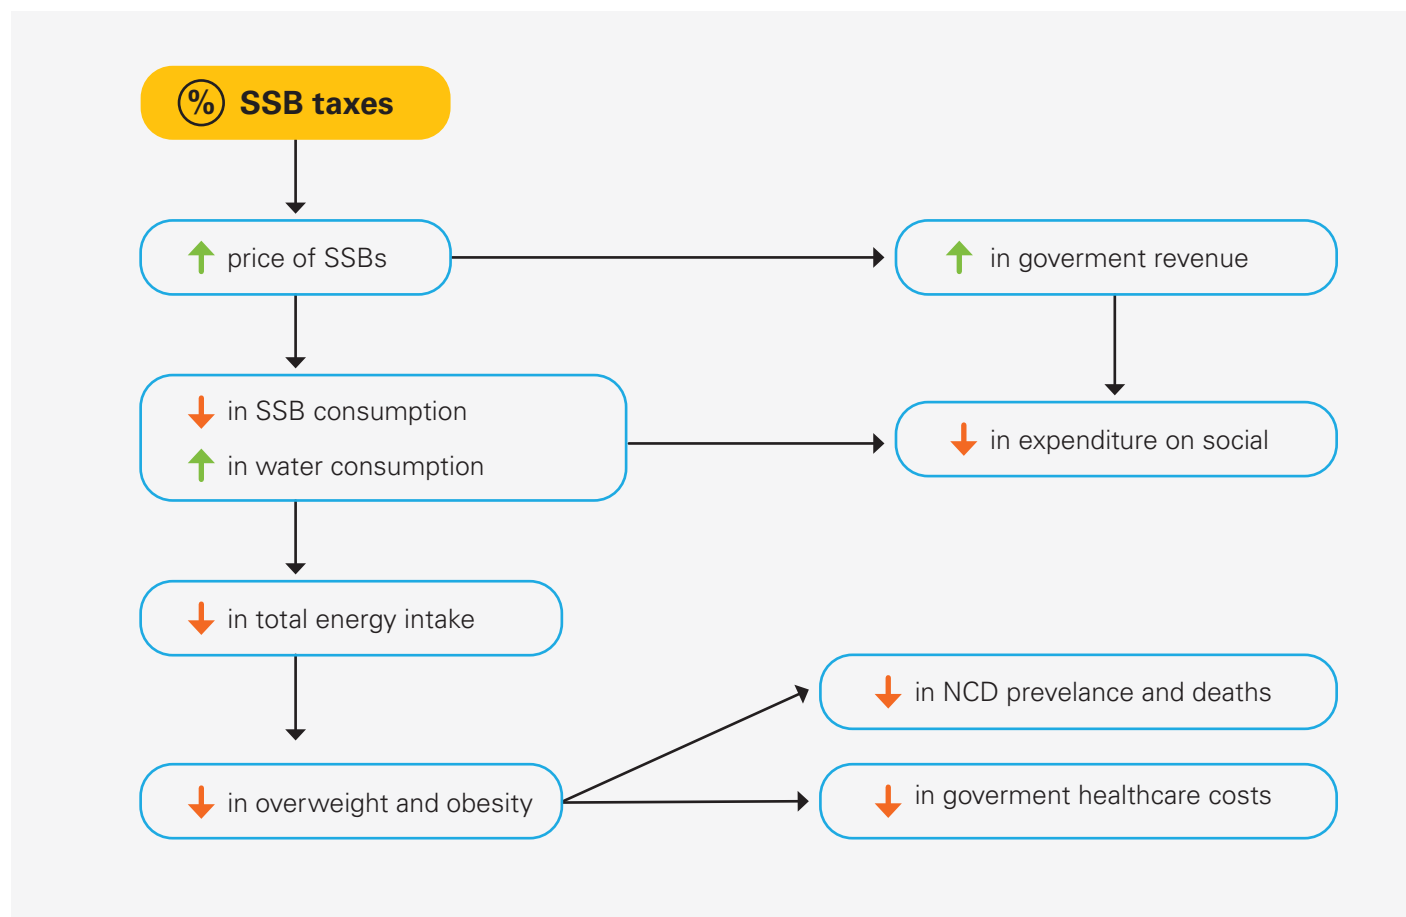 % SSB taxes
price of SSBs
in goverment revenue
in SSB consumption
in water consumption
in expenditure on social
in total energy intake
in NCD prevelance and deaths
in overweight and obesity
in goverment healthcare costs